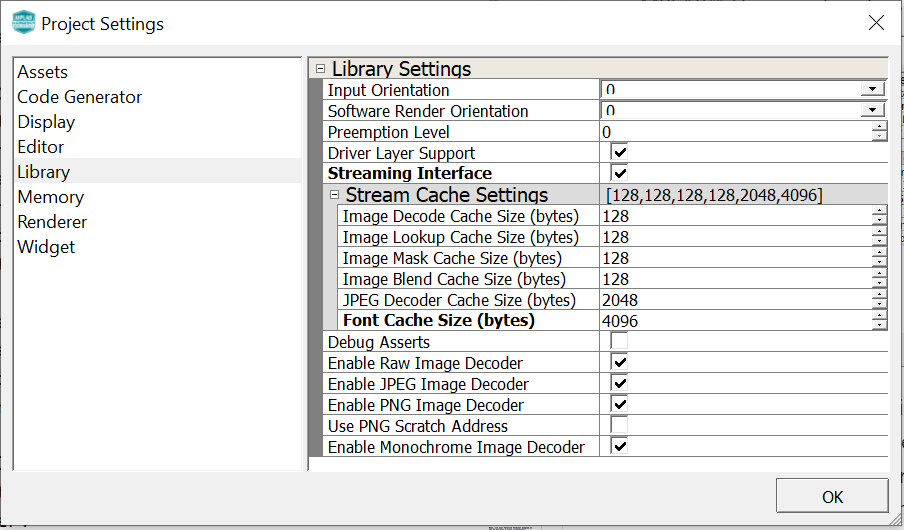 Project Settings
Assets
Code Generator
Display
Editor
Library
Memory
Renderer
Widget
Library Settings
Input Orientation 0
Software Render Orientation 0
Preemption Level 0
Driver Layer Support
Streaming Interface
Stream Cache Settings [128,128,128,128,2048,4096]
Image Decode Cache Size (bytes) 128
Image Lookup Cache Size (bytes) 128
Image Mask Cache Size (bytes) 128
Image Blend Cache Size (bytes) 128
JPEG Decoder Cache Size (bytes) 2048
Font Cache Size (bytes) 4096
Debug Asserts
Enable Raw Image Decoder
Enable JPEG Image Decoder
Enable PNG Image Decoder
Use PNG Scratch Address
Enable Monochrome Image Decoder
OK